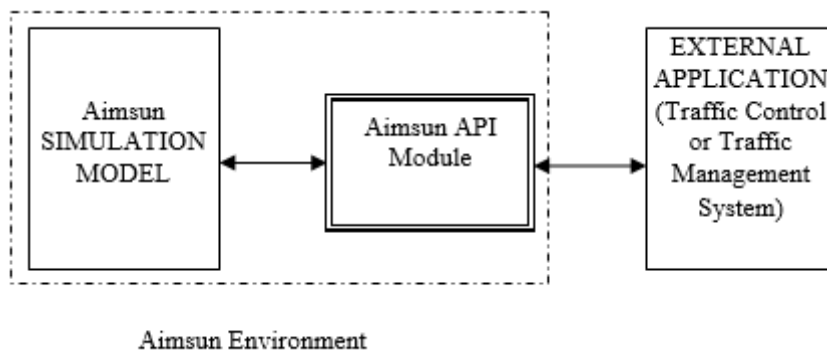 Aimsun
SIMULATION
MODEL
Aimsun API
Module
EXTERNAL
APPLICATION
(Traffic Control
or Traffic
Management
System)
Aimsun Environment